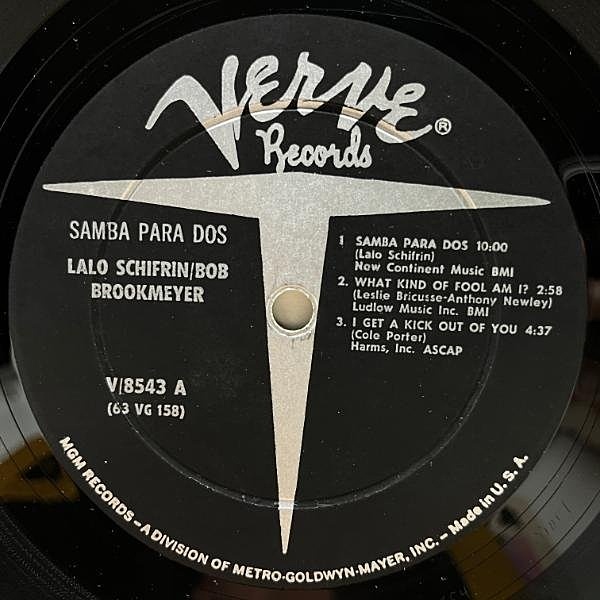 Verve®
Records
SAMBA PARA DOS
LALO SCHIFRIN/BOB
BROOKMEYER
V/8543 A
(63 VG 158)
1 SAMBA PARA DOS 10:00
(Lalo Schifrin)
New Continent Music BMI
2. WHAT KIND OF FOOL AM I? 2:58
(Leslie Bricusse-Anthony Newley)
Ludlow Music Inc. BMI
3. I GET A KICK OUT OF YOU 4:37
(Cole Porter)
Harms, Inc. ASCAP
MGM RECORDS – A DIVISION OF METRO-GOLDWYN-MAYER, INC. – Made in U. S. A.